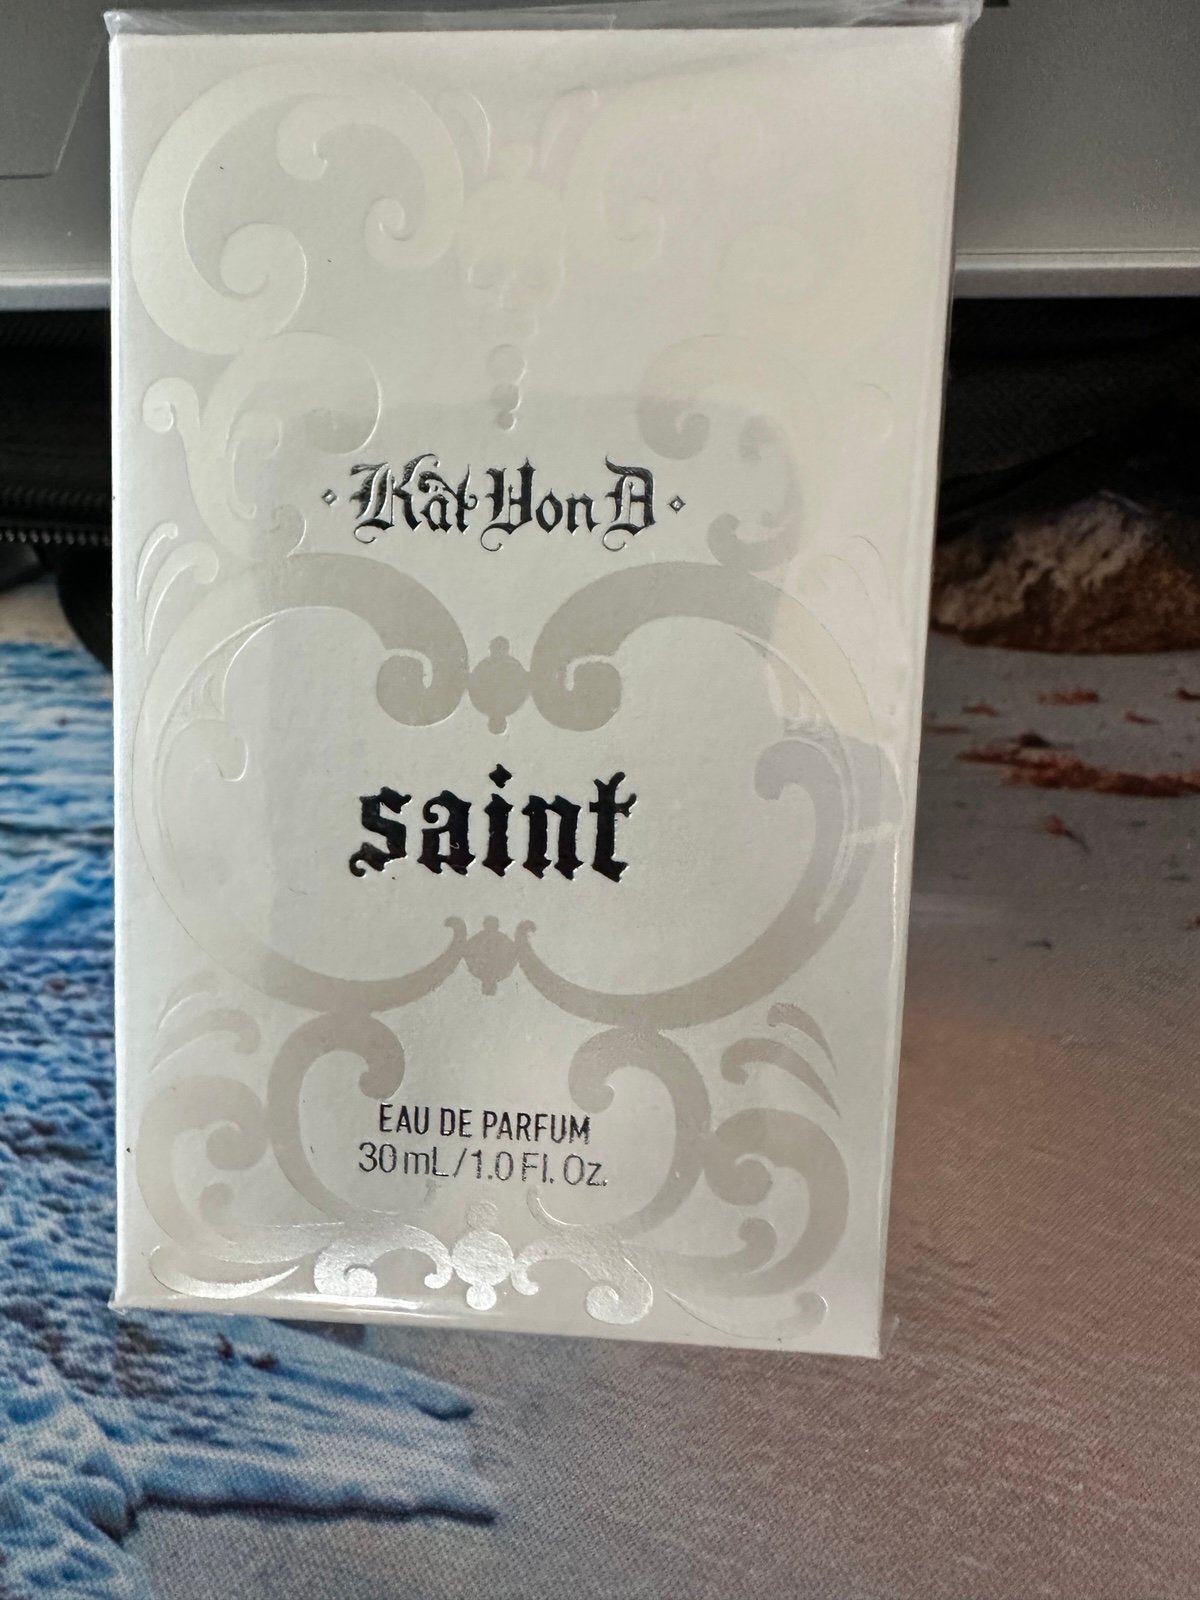 Kat Von D
saint
EAU DE PARFUM
30mL/1.0 Fl. Oz.